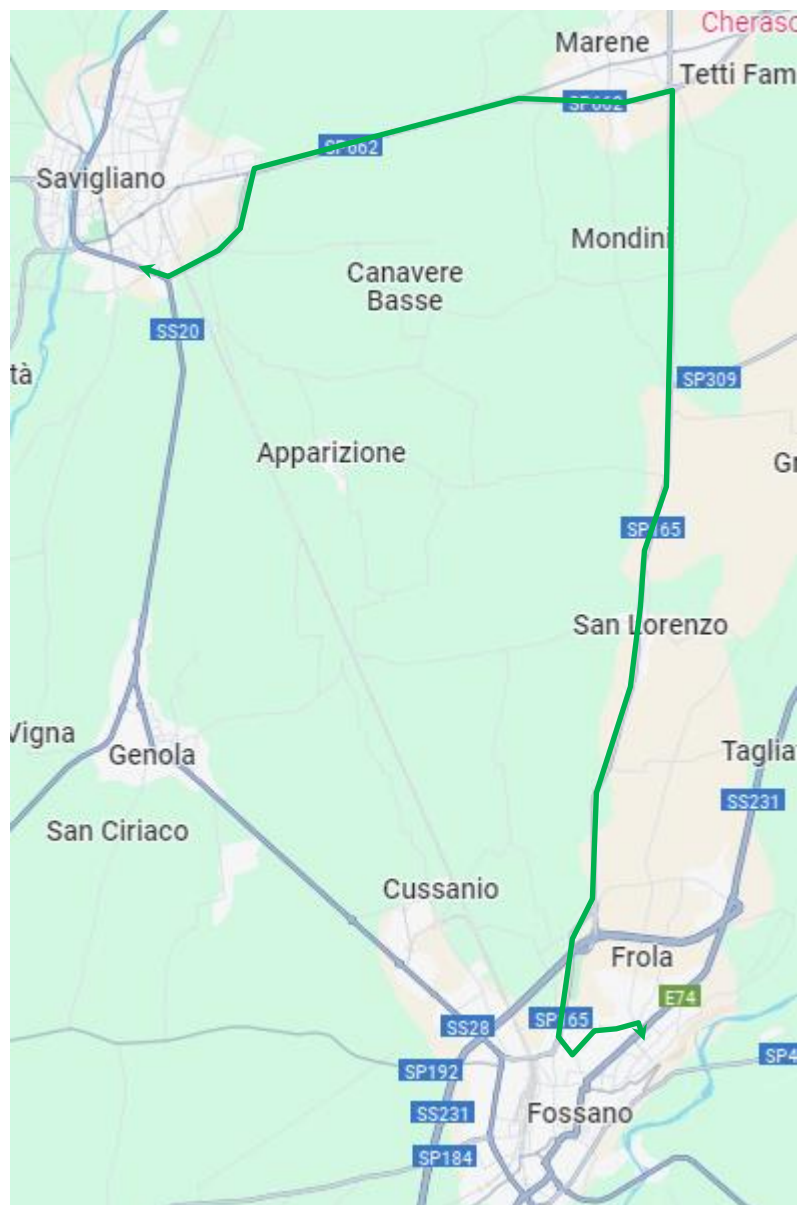 Cherasc
Marene
Tetti Fam
SP662
SP662
Savigliano
Mondini
Canavere
Basse
SS20
tà
SP309
Apparizione
Gr
SP165
San Lorenzo
Vigna
Genola
Taglia
SS231
San Ciriaco
Cussanio
Frola
E74
SP165
SS28
SP4
SP192
SS231
Fossano
SP184